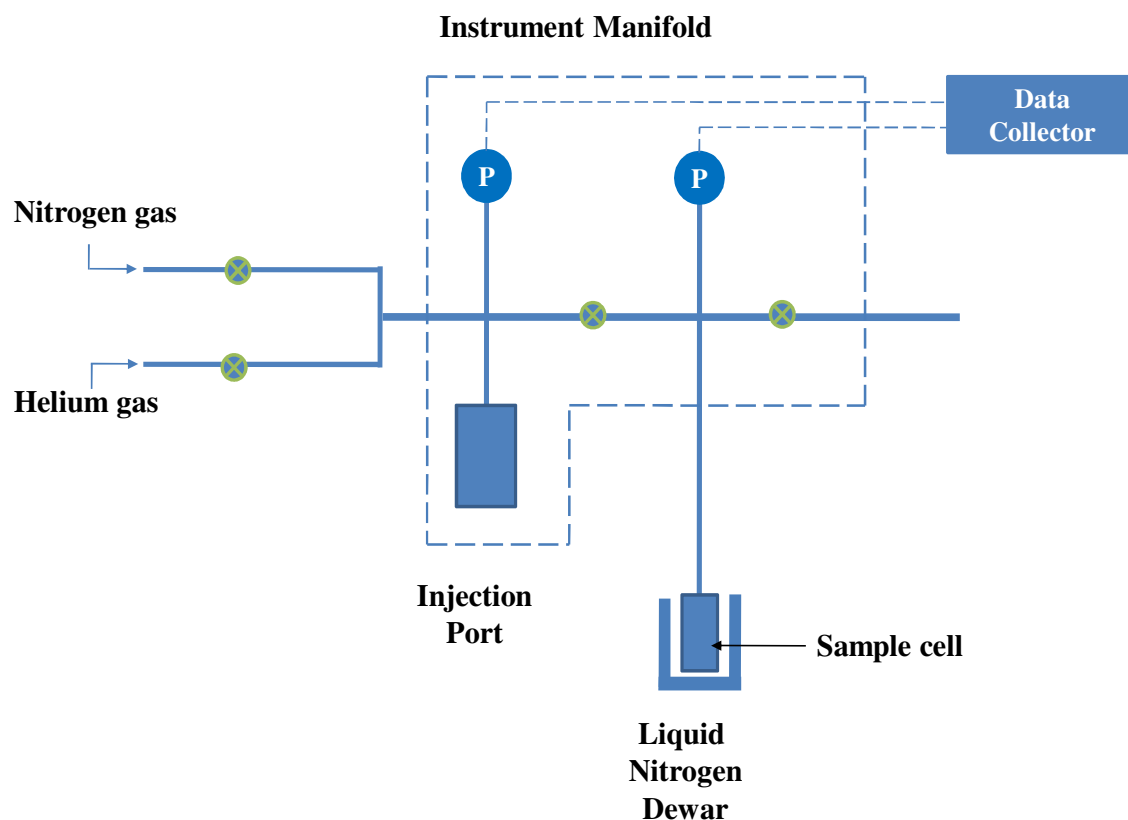 Instrument Manifold
Data
Collector
P
P
Nitrogen gas
Helium gas
Injection
Port
Sample cell
Liquid
Nitrogen
Dewar